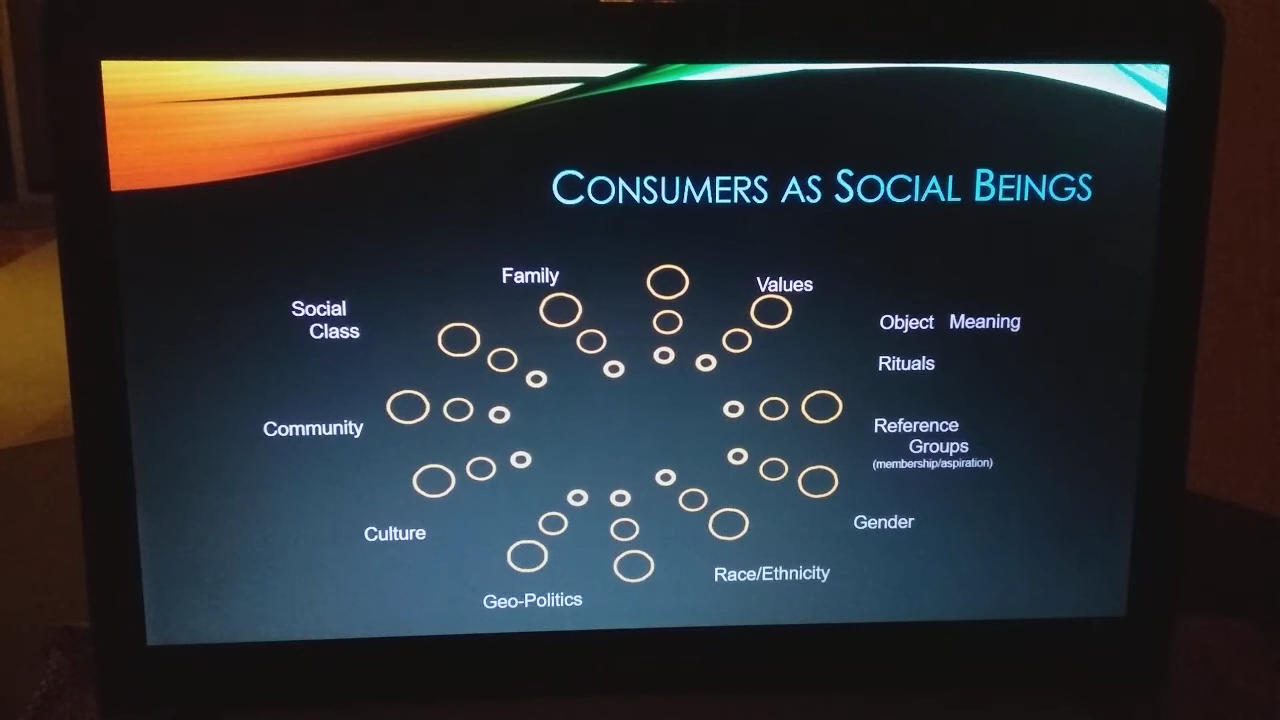 CONSUMERS AS SOCIAL BEINGS
Family
Values
Social
Class
Object Meaning
Rituals
Community
Reference
Groups
(membership/aspiration)
Culture
Gender
Race/Ethnicity
Geo-Politics